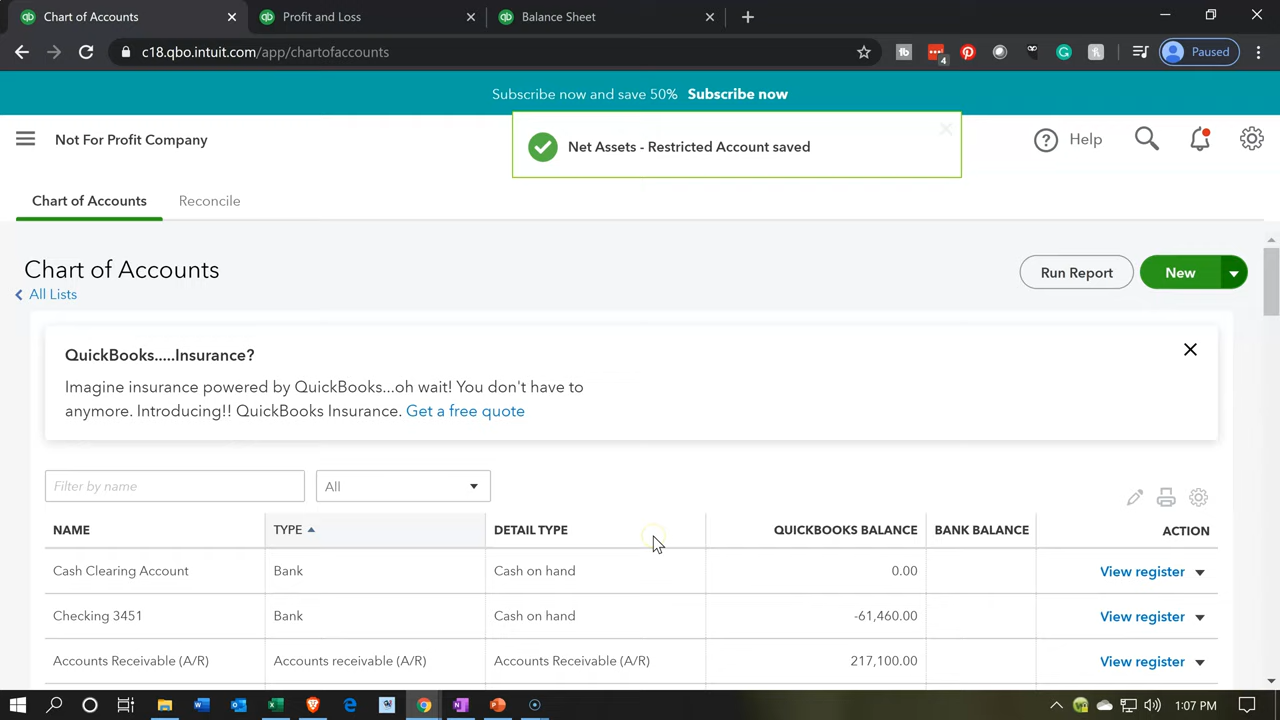 Chart of Accounts
Profit and Loss
Balance Sheet
c18.qbo.intuit.com/app/chartofaccounts
4
Paused
Subscribe now and save 50% Subscribe now
Not For Profit Company
Net Assets - Restricted Account saved
Help
Chart of Accounts
Reconcile
Chart of Accounts
All Lists
Run Report
New
QuickBooks.....Insurance?
Imagine insurance powered by QuickBooks...oh wait! You don't have to
anymore. Introducing!! QuickBooks Insurance. Get a free quote
Filter by name
All
NAME TYPE DETAIL TYPE QUICKBOOKS BALANCE BANK BALANCE ACTION
Cash Clearing Account Bank Cash on hand 0.00 View register
Checking 3451 Bank Cash on hand -61,460.00 View register
Accounts Receivable (A/R) Accounts receivable (A/R) Accounts Receivable (A/R) 217,100.00 View register
1:07 PM